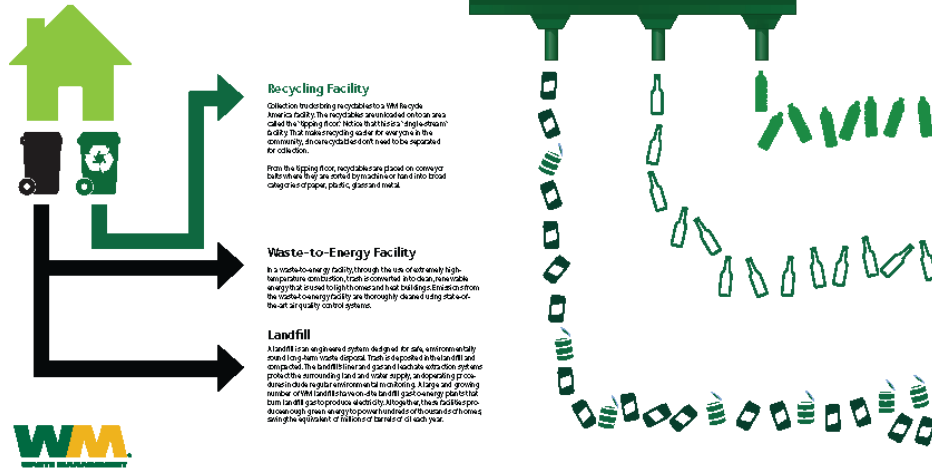 Recycling Facility
Collection trucks bring recyclables to a WM Recycle
America facility. The recyclables are unloaded on to an area
called the "tipping floor." Notice that this is a "single-stream"
facility. That makes recycling easier for everyone in the
community, since recyclables don't need to be separated
for collection.
From the tipping floor, recyclables are placed on conveyor
belts where they are sorted by machine or hand into broad
categories of paper, plastic, glass and metal.
Waste-to-Energy Facility
In a waste-to-energy facility, through the use of extremely high-
temperature combustion, trash is converted into clean, renewable
energy that is used to light homes and heat buildings. Emissions from
the waste-to-energy facility are thoroughly cleaned using state-of-
the-art air quality control systems.
Landfill
A landfill is an engineered system designed for safe, environmentally
sound long-term waste disposal. Trash is deposited in the landfill and
compacted. The landfill's liner and gas and leachate extraction systems
protect the surrounding land and water supply, and operating proce-
dures include regular environmental monitoring. A large and growing
number of WM landfills have on-site landfill gas-to-energy plants that
burn landfill gas to produce electricity. Altogether, these facilities pro-
duce enough green energy to power hundreds of thousands of homes,
saving the equivalent of millions of barrels of oil each year.
WM.
WASTE MANAGEMENT